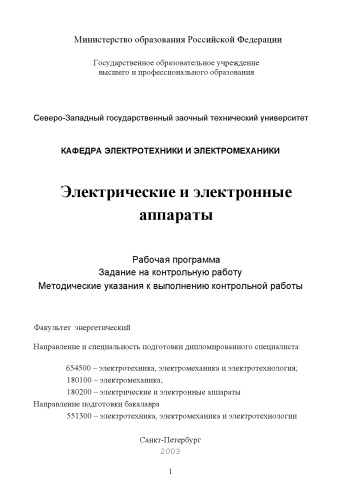 Министерство образования Российской Федерации
Государственное образовательное учреждение
высшего и профессионального образования
Северо-Западный государственный заочный технический университет
КАФЕДРА ЭЛЕКТРОТЕХНИКИ И ЭЛЕКТРОМЕХАНИКИ
Электрические и электронные
аппараты
Рабочая программа
Задание на контрольную работу
Методические указания к выполнению контрольной работы
Факультет энергетический
Направление и специальность подготовки дипломированного специалиста:
654500 – электротехника, электромеханика и электротехнология;
180100 – электромеханика;
180200 – электрические и электронные аппараты
Направление подготовки бакалавра
551300 – электротехника, электромеханика и электротехнологии
Санкт-Петербург
2003
1